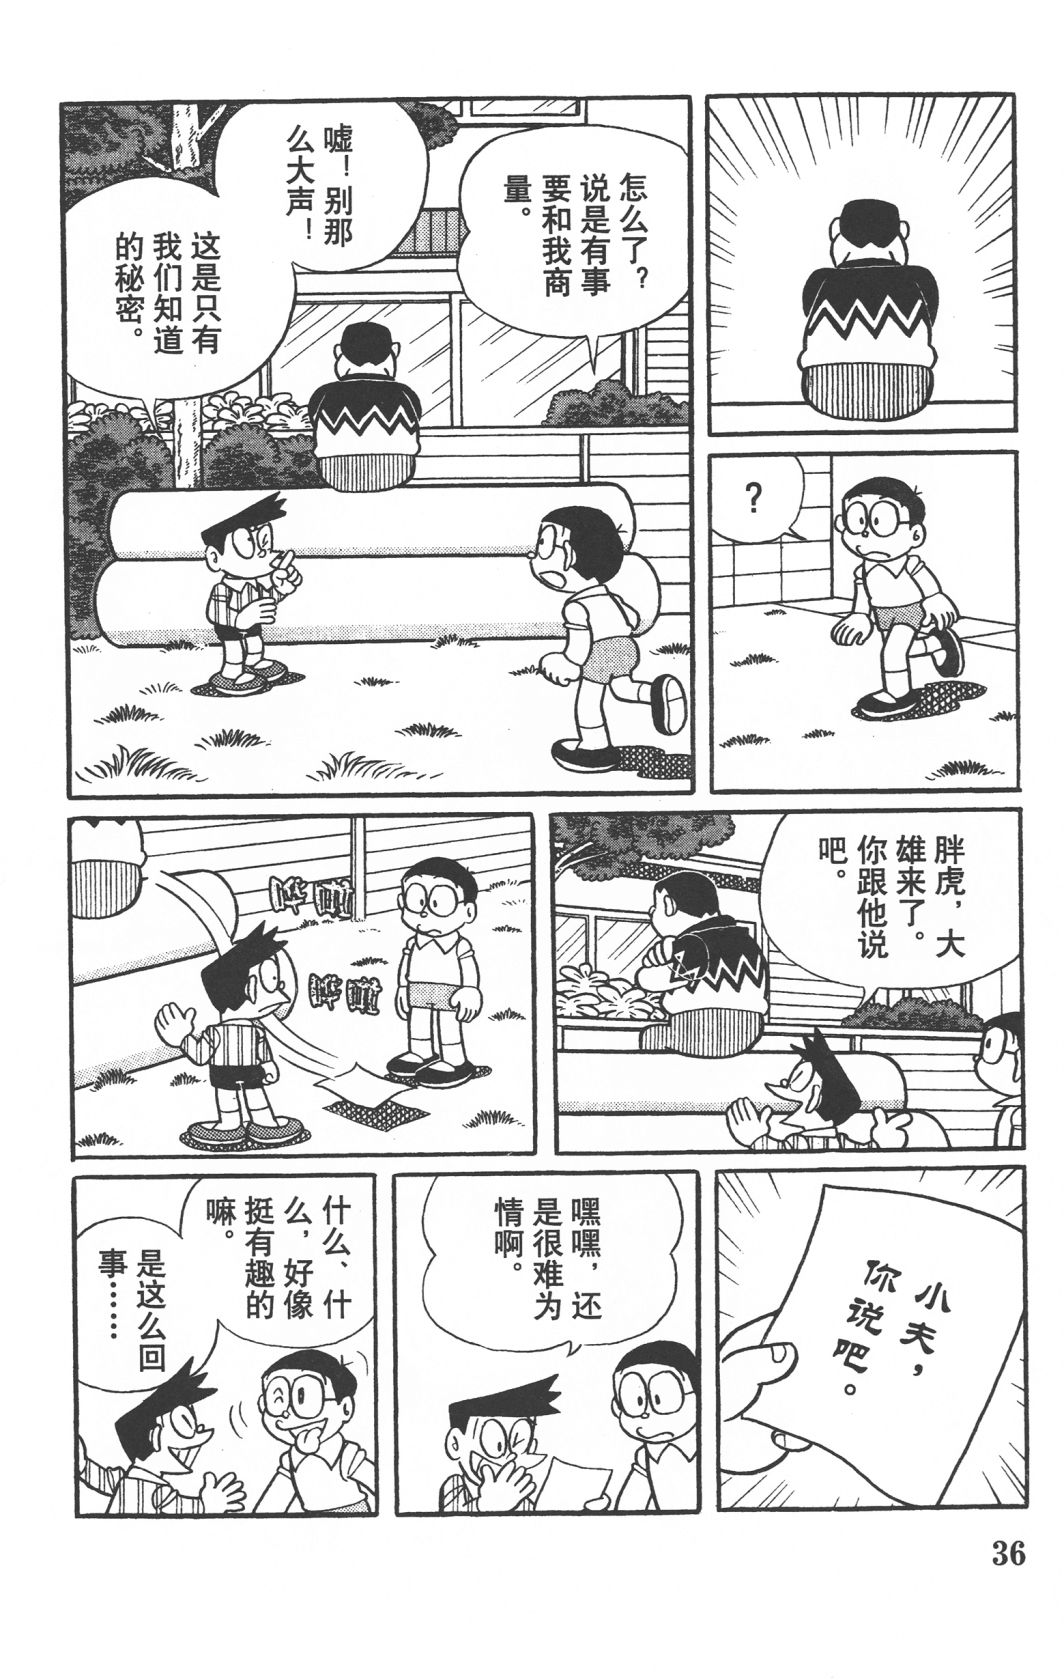 ？
怎么了？
说是有事
要和我商
量。
嘘！别那
么大声！
这是只有
我们知道
的秘密。
胖虎，大
雄来了。
你跟他说
吧。
哗啦
哗啦
小夫，
你说吧。
嘿嘿，还
是很难为
情啊。
什么、什
么，好像
挺有趣的
嘛。
是这么回
事……
36